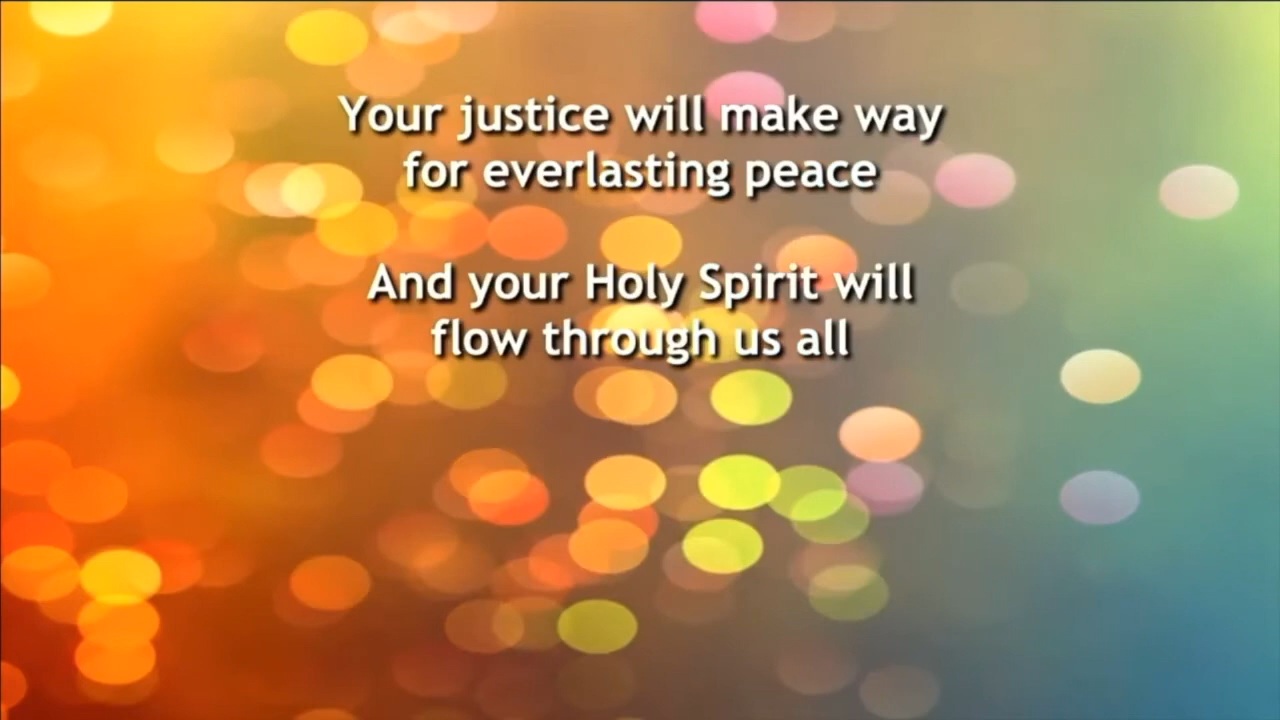 Your justice will make way
for everlasting peace
And your Holy Spirit will
flow through us all